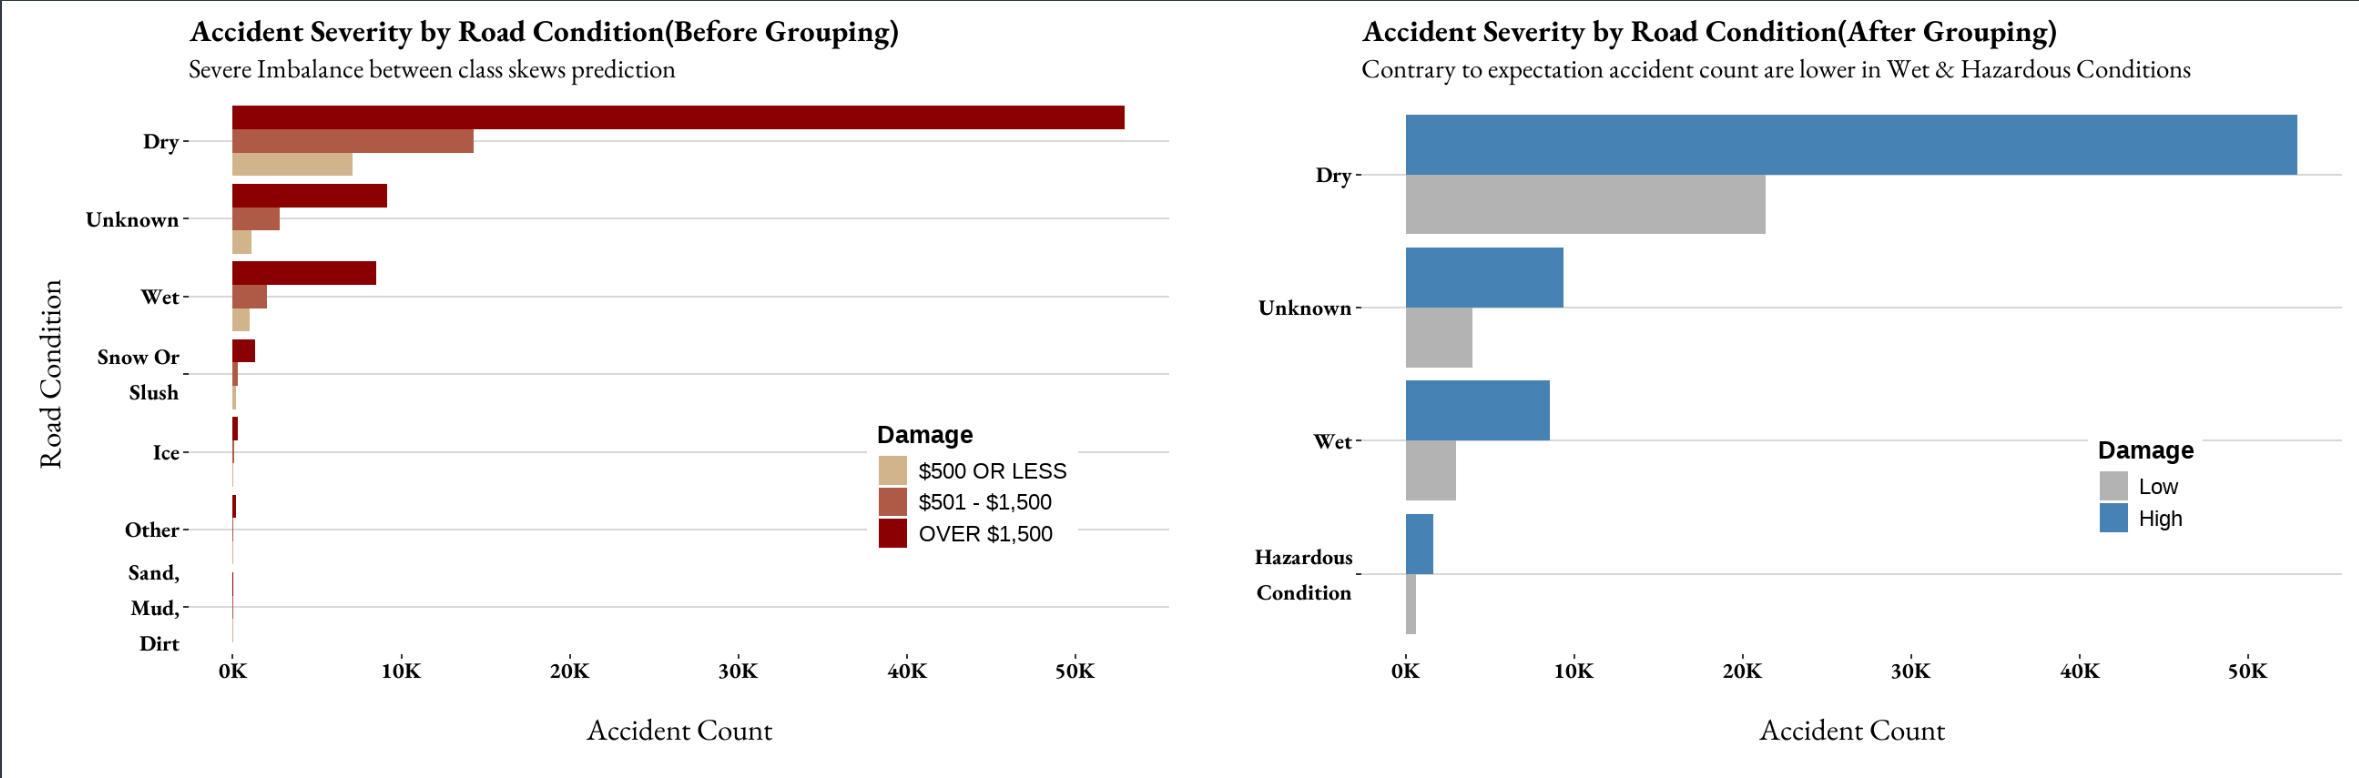 Accident Severity by Road Condition(Before Grouping)
Severe Imbalance between class skews prediction
Road Condition
Dry
Unknown
Wet
Snow Or
Slush
Ice
Other
Sand,
Mud,
Dirt
Damage
$500 OR LESS
$501 - $1,500
OVER $1,500
0K 10K 20K 30K 40K 50K
Accident Count
Accident Severity by Road Condition(After Grouping)
Contrary to expectation accident count are lower in Wet & Hazardous Conditions
Dry
Unknown
Wet
Hazardous
Condition
Damage
Low
High
0K 10K 20K 30K 40K 50K
Accident Count